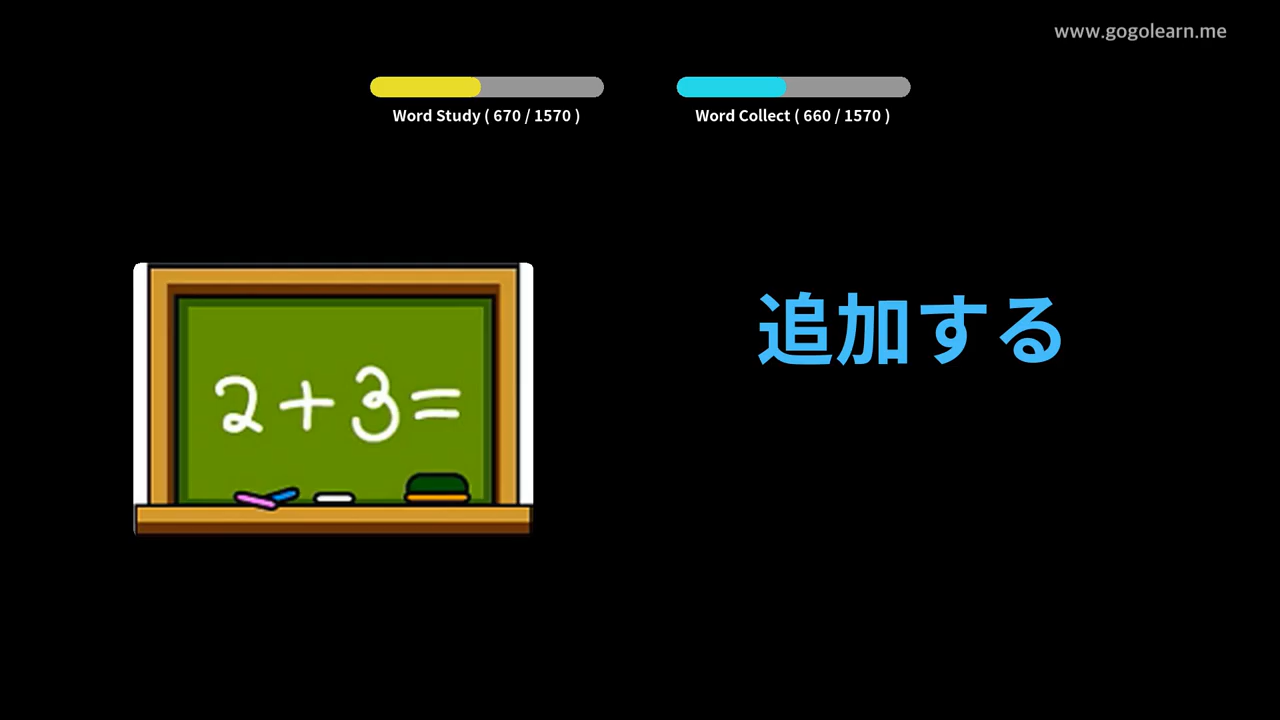 www.gogolearn.me
Word Study ( 670 / 1570 )
Word Collect ( 660 / 1570 )
2+3=
追加する